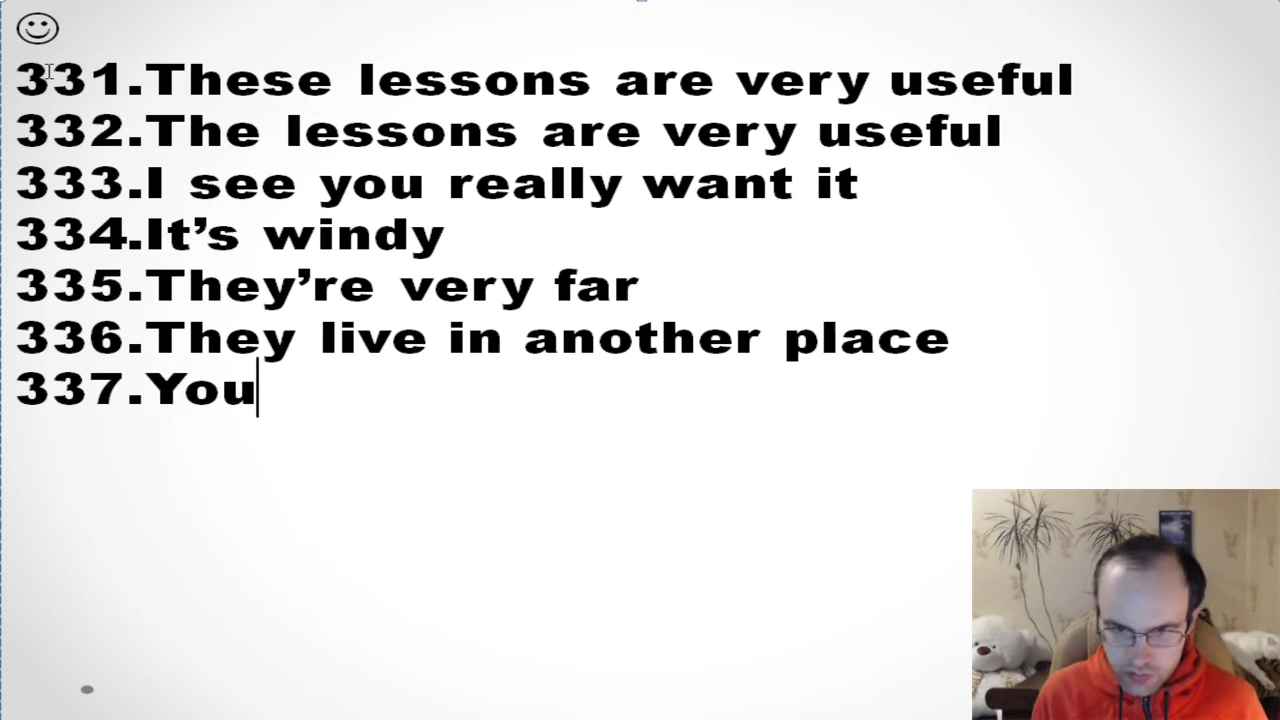 331.These lessons are very useful
332.The lessons are very useful
333.I see you really want it
334.It’s windy
335.They’re very far
336.They live in another place
337.You